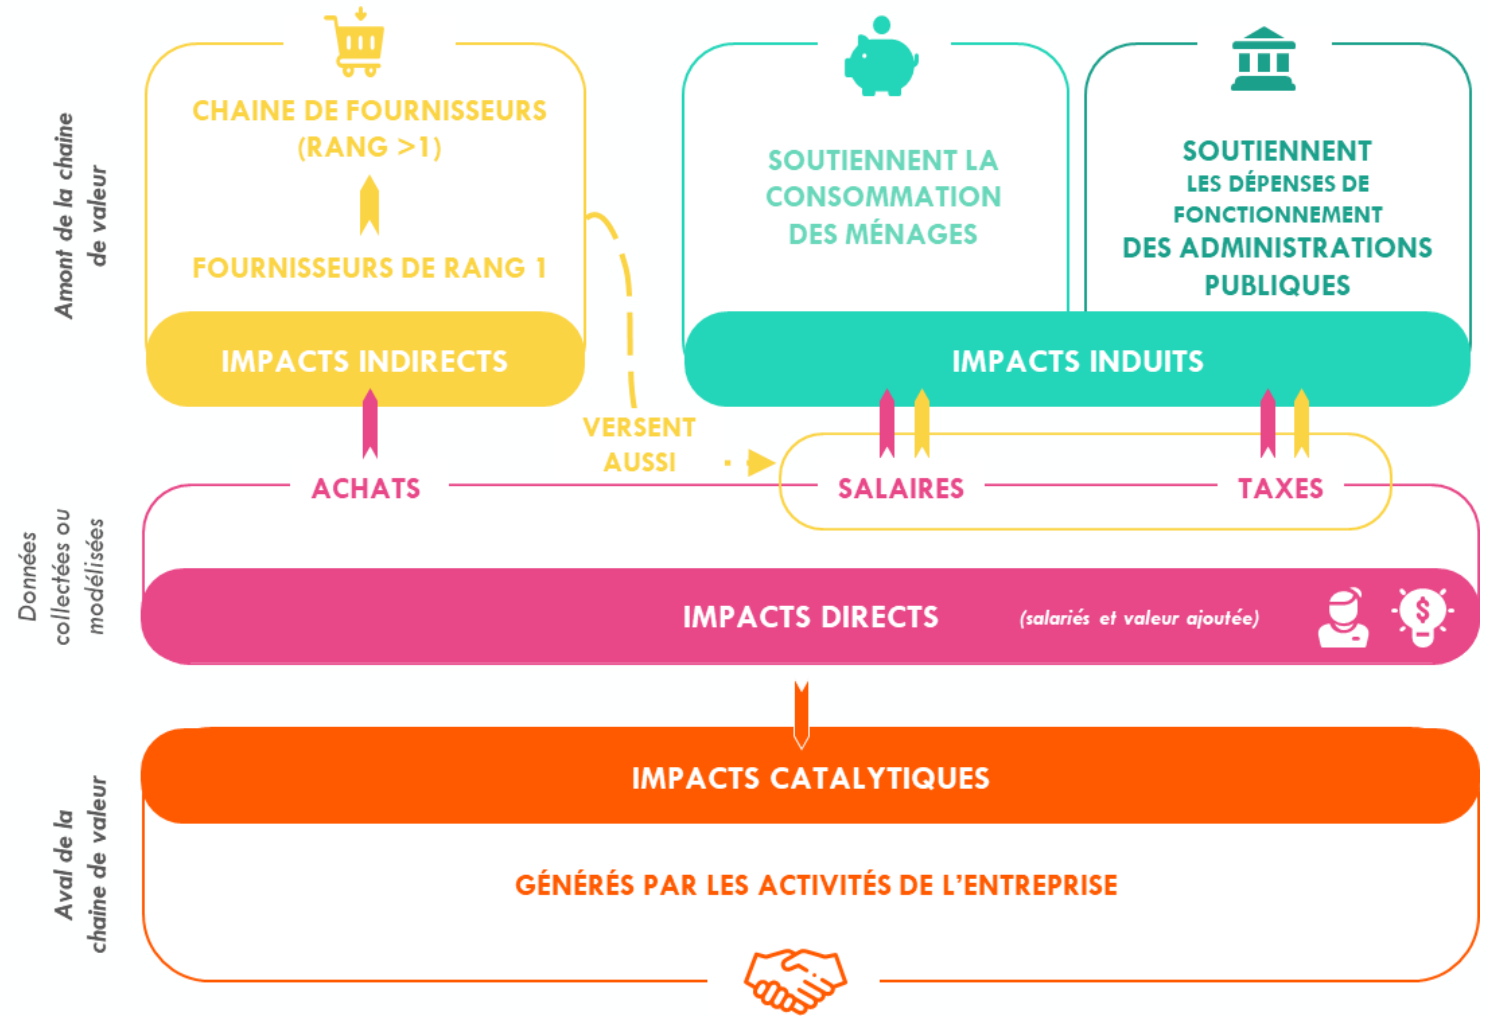 Amont de la chaine
de valeur
CHAINE DE FOURNISSEURS
(RANG >1)
FOURNISSEURS DE RANG 1
IMPACTS INDIRECTS
SOUTIENNENT LA
CONSOMMATION
DES MÉNAGES
SOUTIENNENT
LES DÉPENSES DE
FONCTIONNEMENT
DES ADMINISTRATIONS
PUBLIQUES
IMPACTS INDUITS
VERSENT
AUSSI
Données
collectées ou
modélisées
ACHATS
SALAIRES
TAXES
IMPACTS DIRECTS
(salariés et valeur ajoutée)
$
Aval de la
chaine de valeur
IMPACTS CATALYTIQUES
GÉNÉRÉS PAR LES ACTIVITÉS DE L’ENTREPRISE